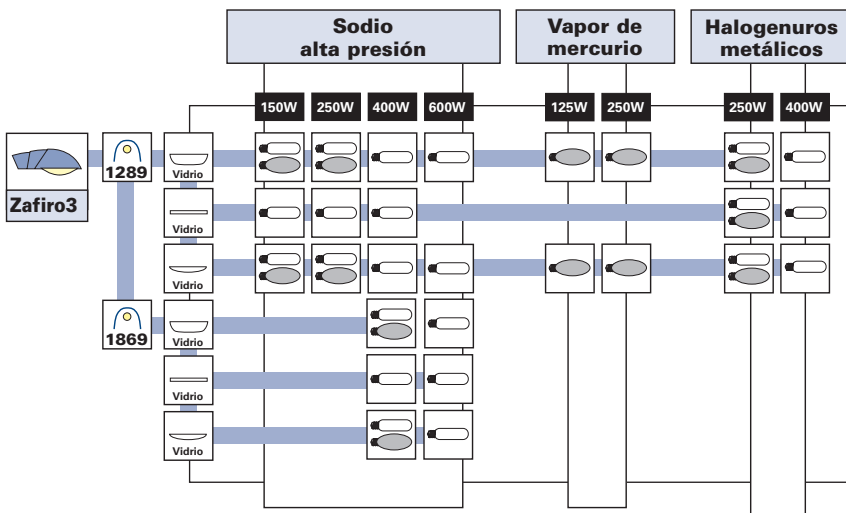 Sodio
alta presión
Vapor de
mercurio
Halogenuros
metálicos
150W 250W 400W 600W 125W 250W 250W 400W
1289
Vidrio
Zafiro3
Vidrio
Vidrio
1869
Vidrio
Vidrio
Vidrio